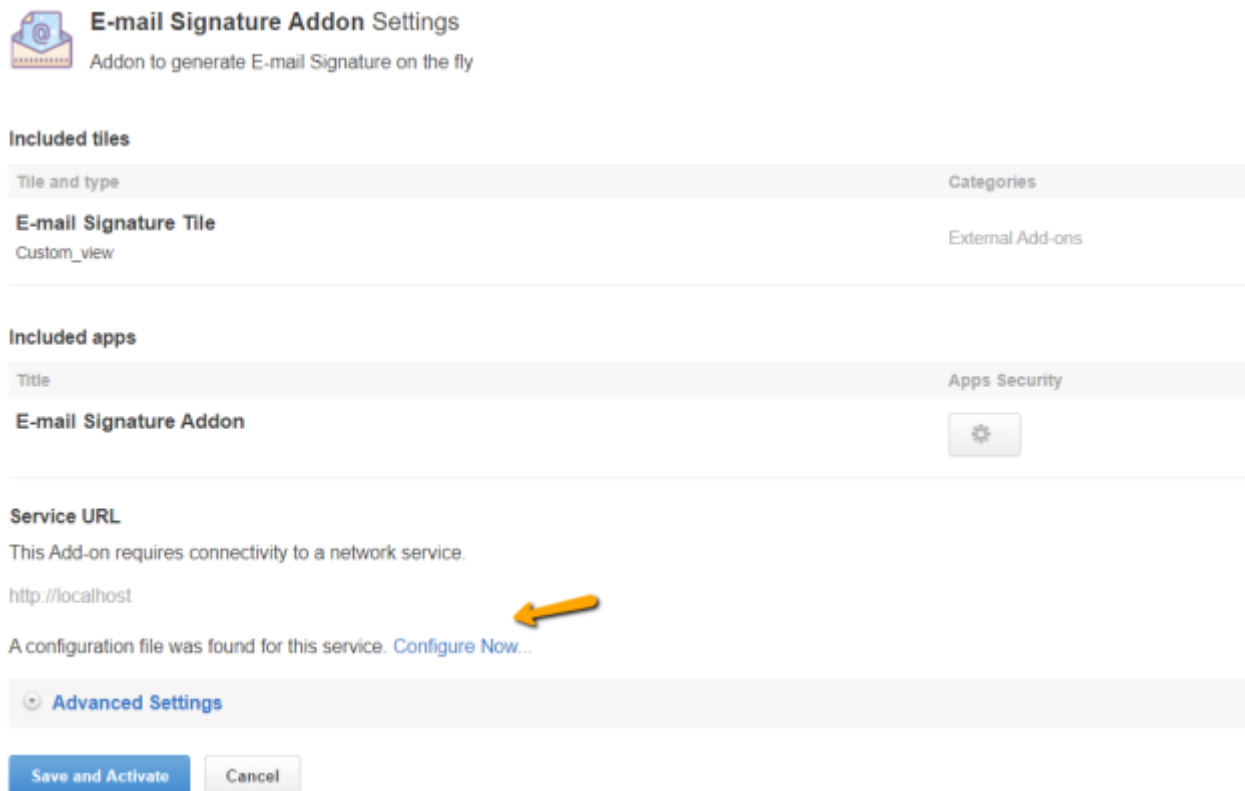 E-mail Signature Addon Settings
Addon to generate E-mail Signature on the fly
Included tiles
Tile and type Categories
E-mail Signature Tile
Custom_view
External Add-ons
Included apps
Title Apps Security
E-mail Signature Addon
Service URL
This Add-on requires connectivity to a network service.
http://localhost
A configuration file was found for this service. Configure Now...
Advanced Settings
Save and Activate Cancel